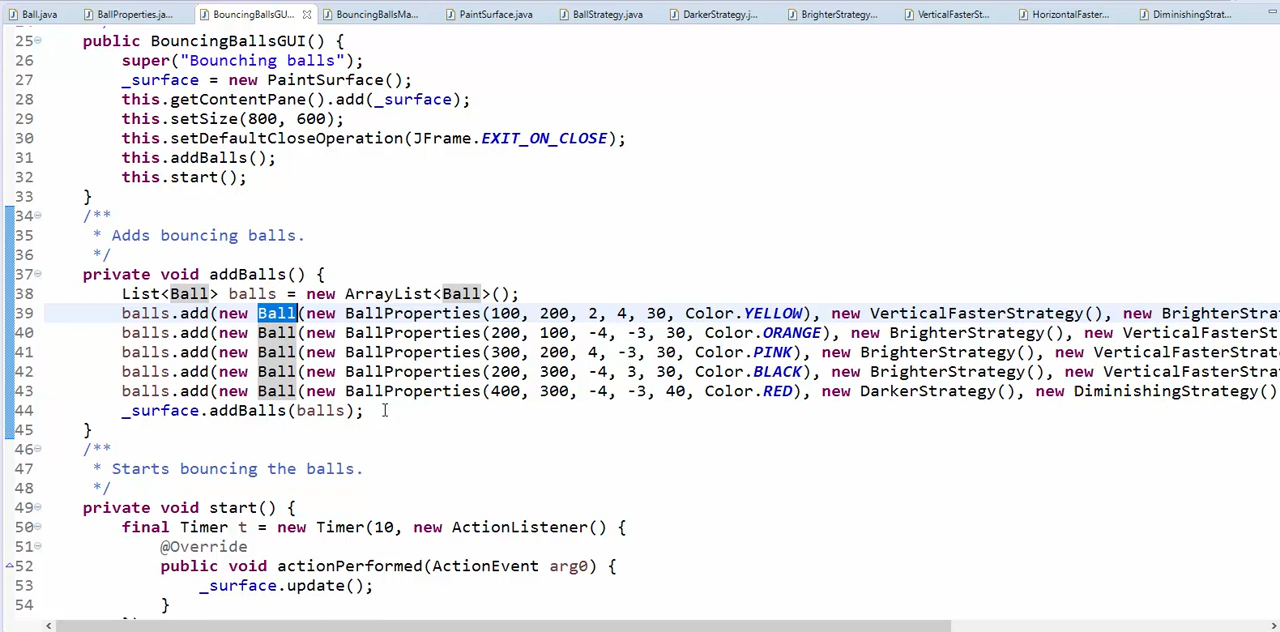 Ball.java BallProperties.ja... BouncingBallsGU... BouncingBallsMa... PaintSurface.java BallStrategy.java DarkerStrategy.j... BrighterStrategy... VerticalFasterSt... HorizontalFaster... DiminishingStrat...
25 public BouncingBallsGUI() {
26 super("Bounching balls");
27 _surface = new PaintSurface();
28 this.getContentPane().add(_surface);
29 this.setSize(800, 600);
30 this.setDefaultCloseOperation(JFrame.EXIT_ON_CLOSE);
31 this.addBalls();
32 this.start();
33 }
34 /**
35 * Adds bouncing balls.
36 */
37 private void addBalls() {
38 List<Ball> balls = new ArrayList<Ball>();
39 balls.add(new Ball(new BallProperties(100, 200, 2, 4, 30, Color.YELLOW), new VerticalFasterStrategy(), new BrighterStra
40 balls.add(new Ball(new BallProperties(200, 100, -4, -3, 30, Color.ORANGE), new BrighterStrategy(), new VerticalFasterSt
41 balls.add(new Ball(new BallProperties(300, 200, 4, -3, 30, Color.PINK), new BrighterStrategy(), new VerticalFasterStrat
42 balls.add(new Ball(new BallProperties(200, 300, -4, 3, 30, Color.BLACK), new BrighterStrategy(), new VerticalFasterStra
43 balls.add(new Ball(new BallProperties(400, 300, -4, -3, 40, Color.RED), new DarkerStrategy(), new DiminishingStrategy()
44 _surface.addBalls(balls);
45 }
46 /**
47 * Starts bouncing the balls.
48 */
49 private void start() {
50 final Timer t = new Timer(10, new ActionListener() {
51 @Override
52 public void actionPerformed(ActionEvent arg0) {
53 _surface.update();
54 }